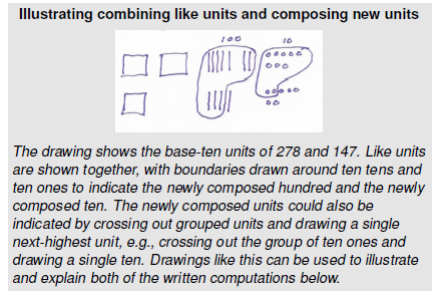 Illustrating combining like units and composing new units
100 10
The drawing shows the base-ten units of 278 and 147. Like units
are shown together, with boundaries drawn around ten tens and
ten ones to indicate the newly composed hundred and the newly
composed ten. The newly composed units could also be
indicated by crossing out grouped units and drawing a single
next-highest unit, e.g., crossing out the group of ten ones and
drawing a single ten. Drawings like this can be used to illustrate
and explain both of the written computations below.